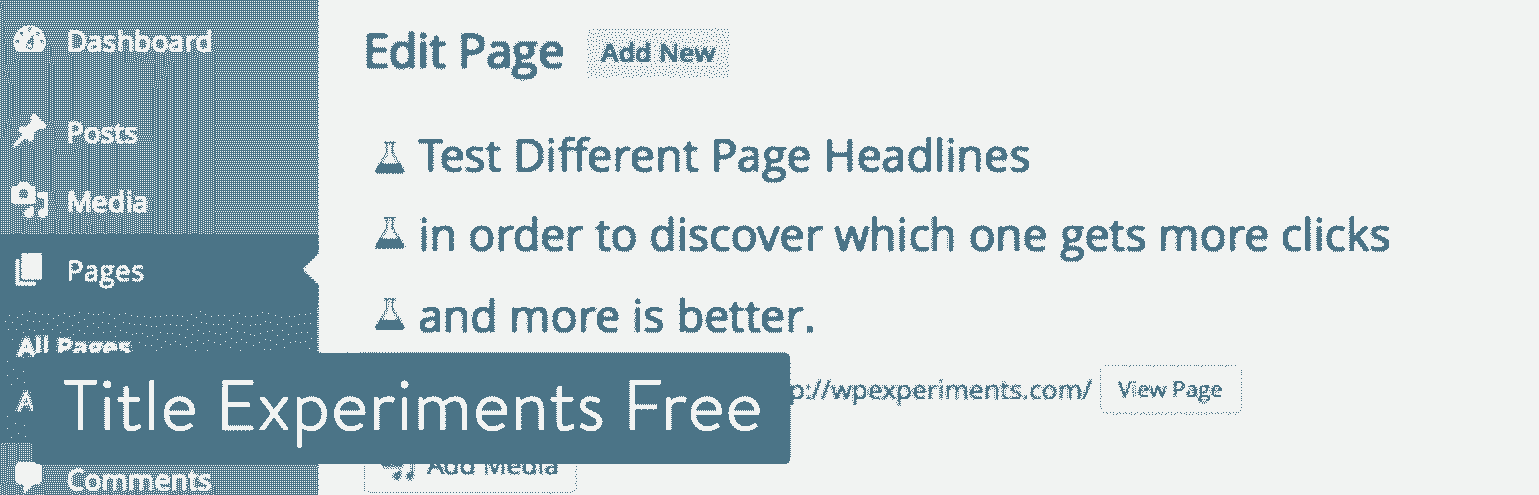 Dashboard
Posts
Media
Pages
All Pages
A
Comments
Edit Page
Add New
Test Different Page Headlines
in order to discover which one gets more clicks
and more is better.
p://wpexperiments.com/
View Page
Title Experiments Free
Add Media